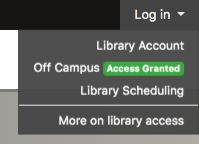 Log in
Library Account
Off Campus Access Granted
Library Scheduling
More on library access